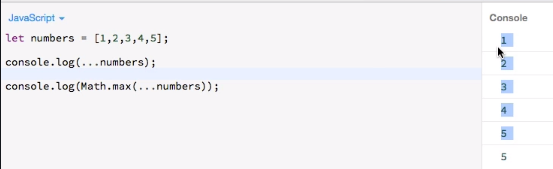 JavaScript
let numbers = [1,2,3,4,5];
console.log(...numbers);
console.log(Math.max(...numbers));
Console
1
2
3
4
5
5